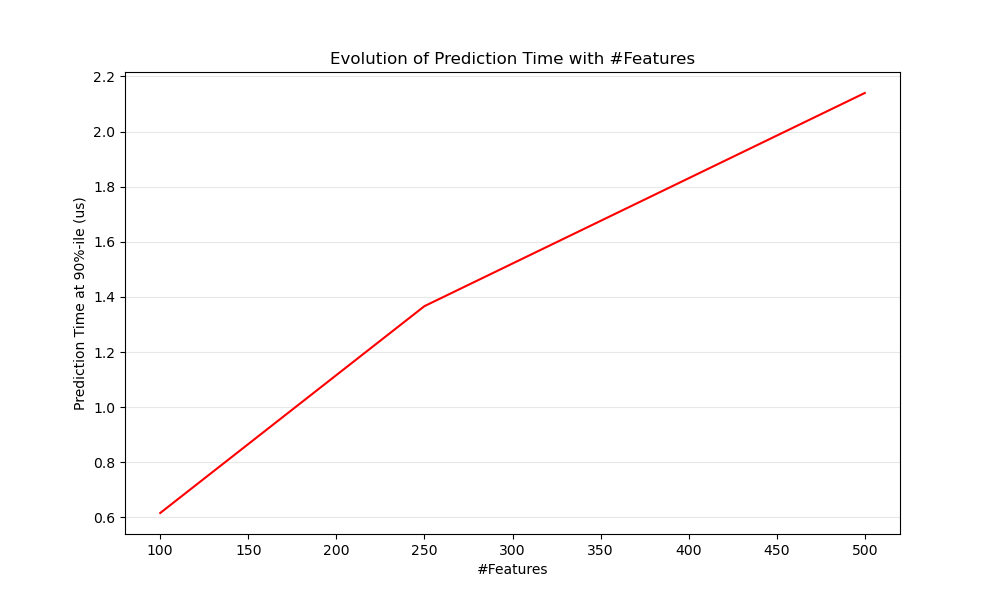 Evolution of Prediction Time with #Features
Prediction Time at 90%-ile (us)
2.2
2.0
1.8
1.6
1.4
1.2
1.0
0.8
0.6
100 150 200 250 300 350 400 450 500
#Features